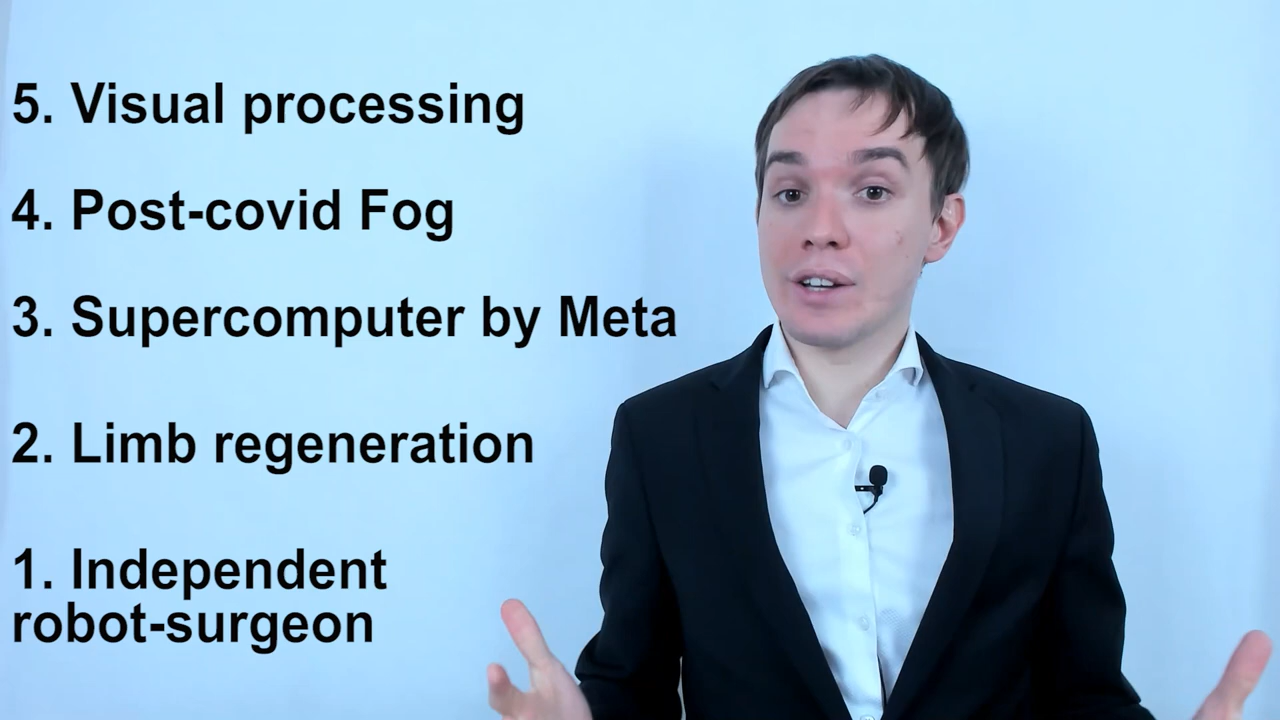 5. Visual processing
4. Post-covid Fog
3. Supercomputer by Meta
2. Limb regeneration
1. Independent
robot-surgeon